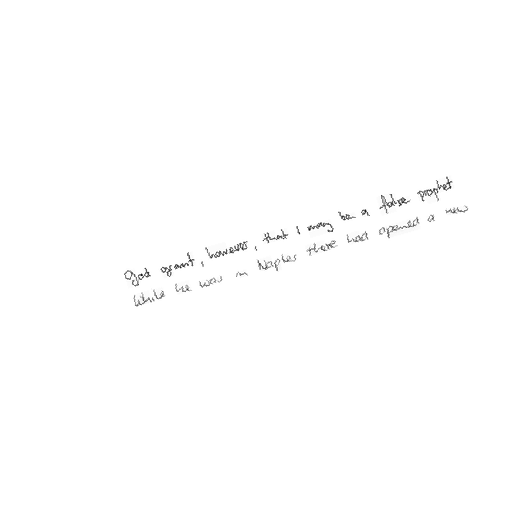 God grant, however, that I may be a false prophet
While he was in Naples there had opened a new